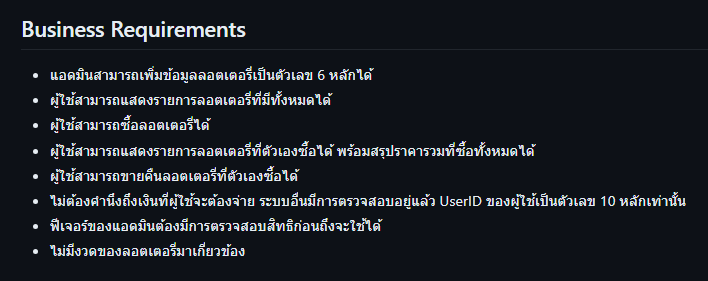 Business Requirements
แอดมินสามารถเพิ่มข้อมูลลอตเตอรี่เป็นตัวเลข 6 หลักได้
ผู้ใช้สามารถแสดงรายการลอตเตอรี่ที่มีทั้งหมดได้
ผู้ใช้สามารถซื้อลอตเตอรี่ได้
ผู้ใช้สามารถแสดงรายการลอตเตอรี่ที่ตัวเองซื้อได้ พร้อมสรุปราคารวมที่ซื้อทั้งหมดได้
ผู้ใช้สามารถขายคืนลอตเตอรี่ที่ตัวเองซื้อได้
ไม่ต้องคำนึงถึงเงินที่ผู้ใช้จะต้องจ่าย ระบบอื่นมีการตรวจสอบอยู่แล้ว UserID ของผู้ใช้เป็นตัวเลข 10 หลักเท่านั้น
ฟีเจอร์ของแอดมินต้องมีการตรวจสอบสิทธิก่อนถึงจะใช้ได้
ไม่มีงวดของลอตเตอรี่มาเกี่ยวข้อง